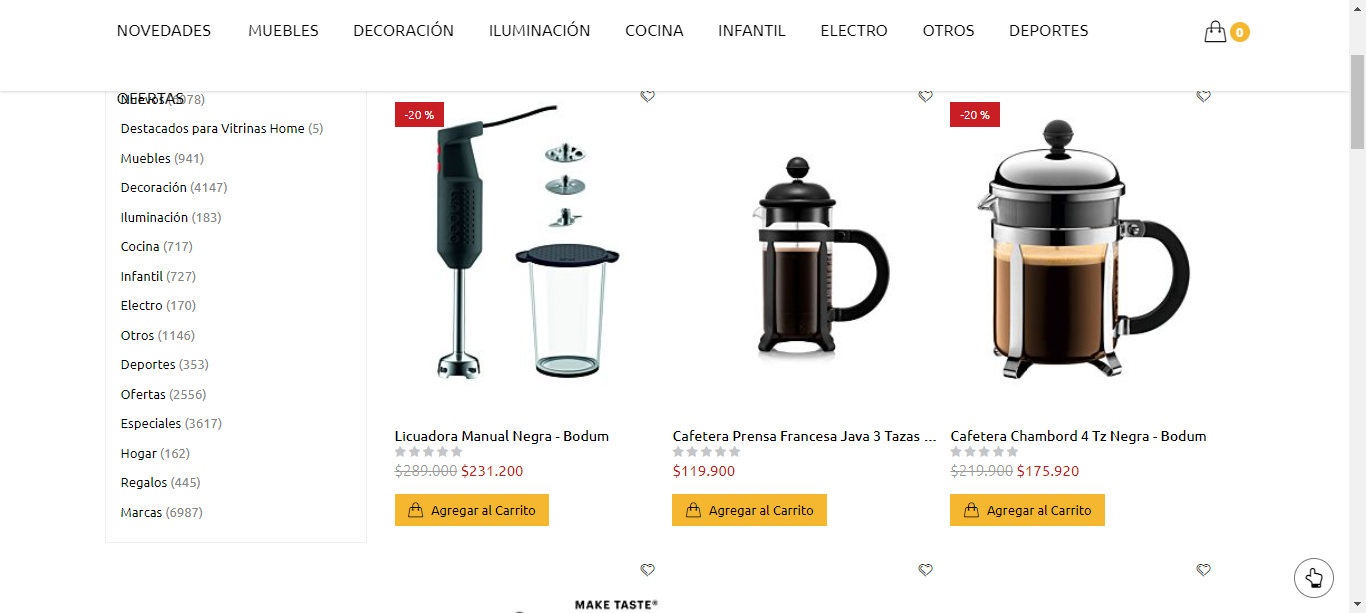 NOVEDADES MUEBLES DECORACIÓN ILUMINACIÓN COCINA INFANTIL ELECTRO OTROS DEPORTES 0
OFERTAS
Nuevos
Destacados para Vitrinas Home (5)
Muebles (941)
Decoración (4147)
Iluminación (183)
Cocina (717)
Infantil (727)
Electro (170)
Otros (1146)
Deportes (353)
Ofertas (2556)
Especiales (3617)
Hogar (162)
Regalos (445)
Marcas (6987)
-20 %
-20 %
Licuadora Manual Negra - Bodum
$289.000 $231.200
Agregar al Carrito
Cafetera Prensa Francesa Java 3 Tazas ...
$119.900
Agregar al Carrito
Cafetera Chambord 4 Tz Negra - Bodum
$219.900 $175.920
Agregar al Carrito
MAKE TASTE®